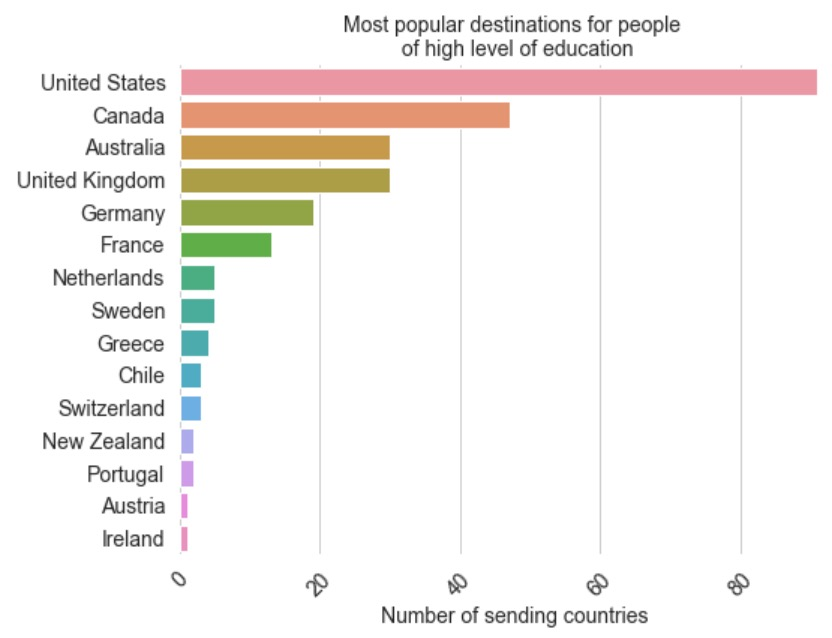 Most popular destinations for people
of high level of education
United States
Canada
Australia
United Kingdom
Germany
France
Netherlands
Sweden
Greece
Chile
Switzerland
New Zealand
Portugal
Austria
Ireland
0 20 40 60 80
Number of sending countries